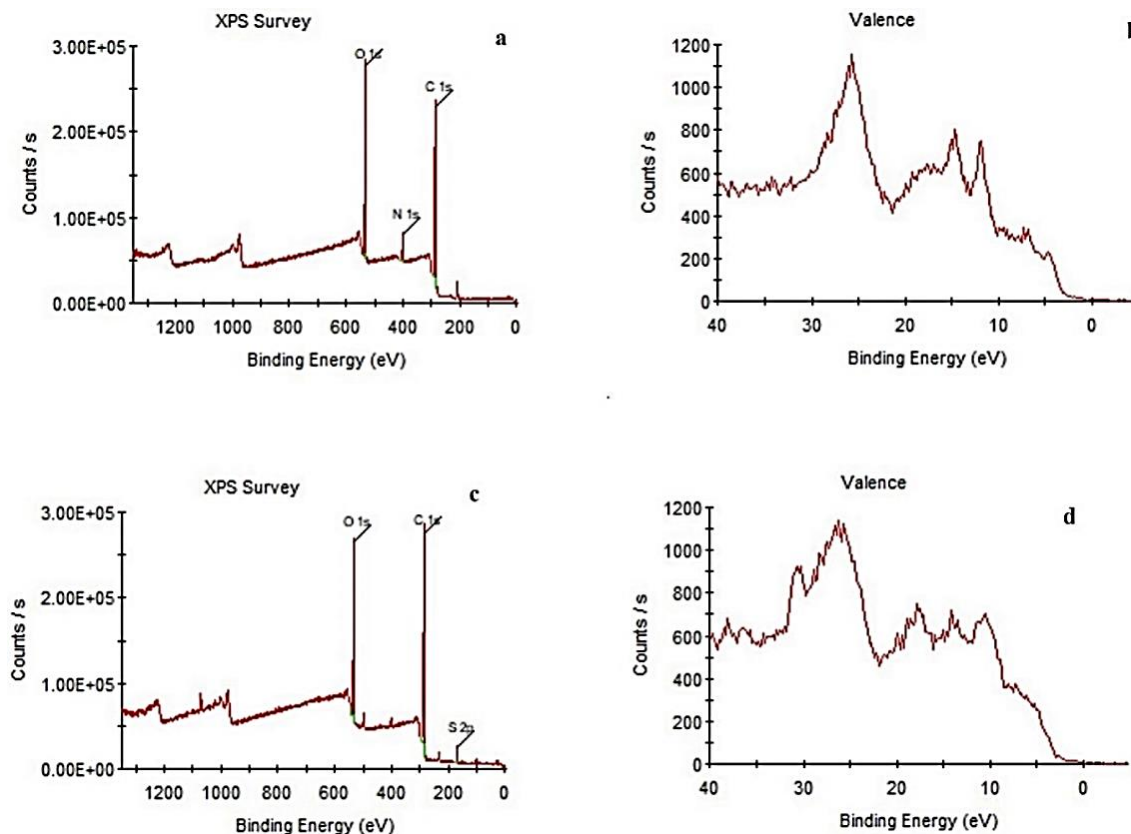 XPS Survey
a
3.00E+05
2.00E+05
1.00E+05
0.00E+00
Counts / s
O 1s
C 1s
N 1s
1200 1000 800 600 400 200 0
Binding Energy (eV)
Valence
1200
1000
800
600
400
200
0
Counts / s
40 30 20 10 0
Binding Energy (eV)
XPS Survey
c
3.00E+05
2.00E+05
1.00E+05
0.00E+00
Counts / s
O 1s
C 1s
S 2p
1200 1000 800 600 400 200 0
Binding Energy (eV)
Valence
d
1200
1000
800
600
400
200
0
Counts / s
40 30 20 10 0
Binding Energy (eV)